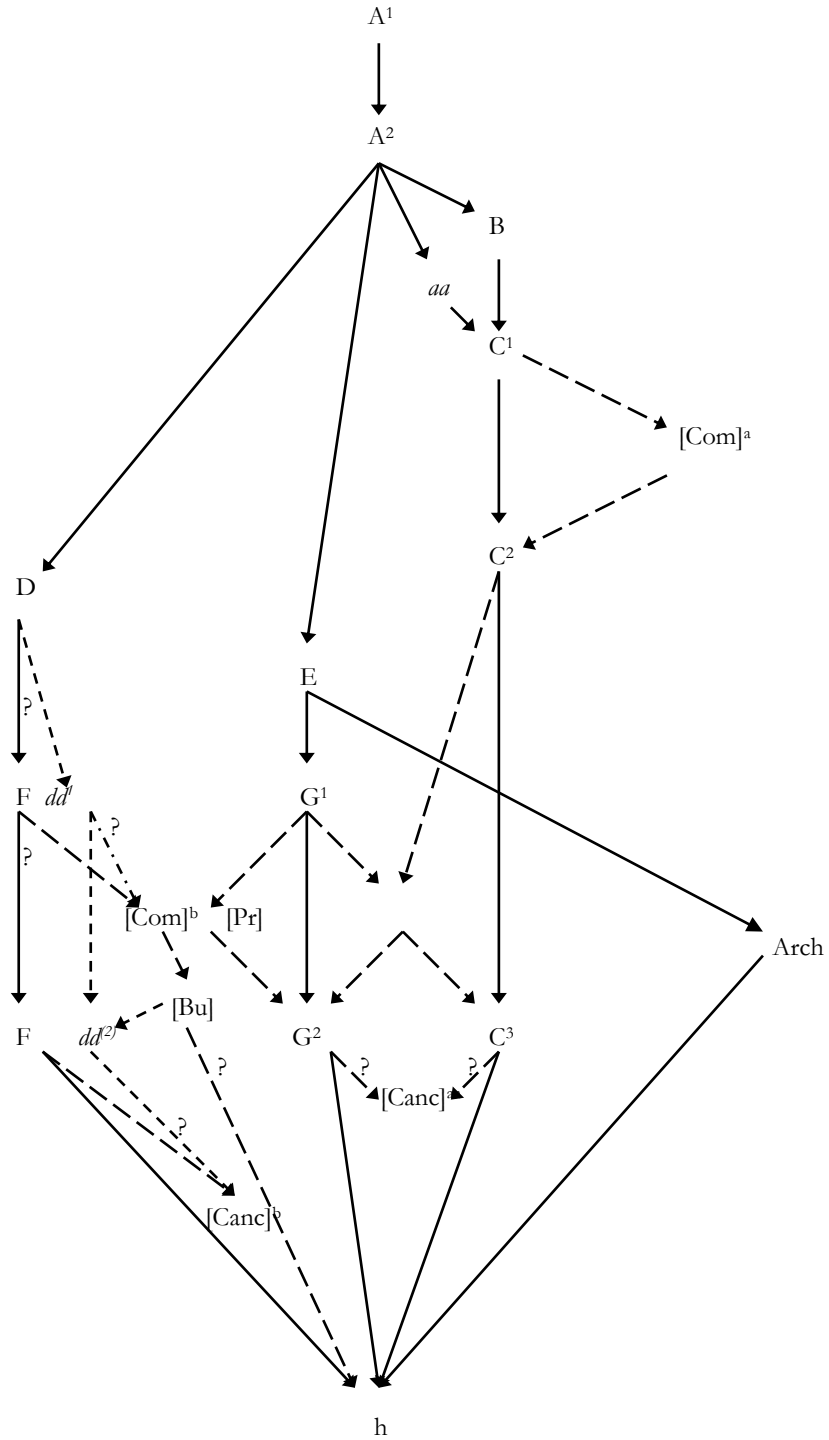 A¹
A²
B
aa
C¹
[Com]ᵃ
C²
D
E
?
F dd¹ G¹
?
?
[Com]ᵇ [Pr]
Arch
[Bu]
F dd⁽²⁾ G² C³
? ? ?
[Canc]ᵃ
?
[Canc]ᵇ
h